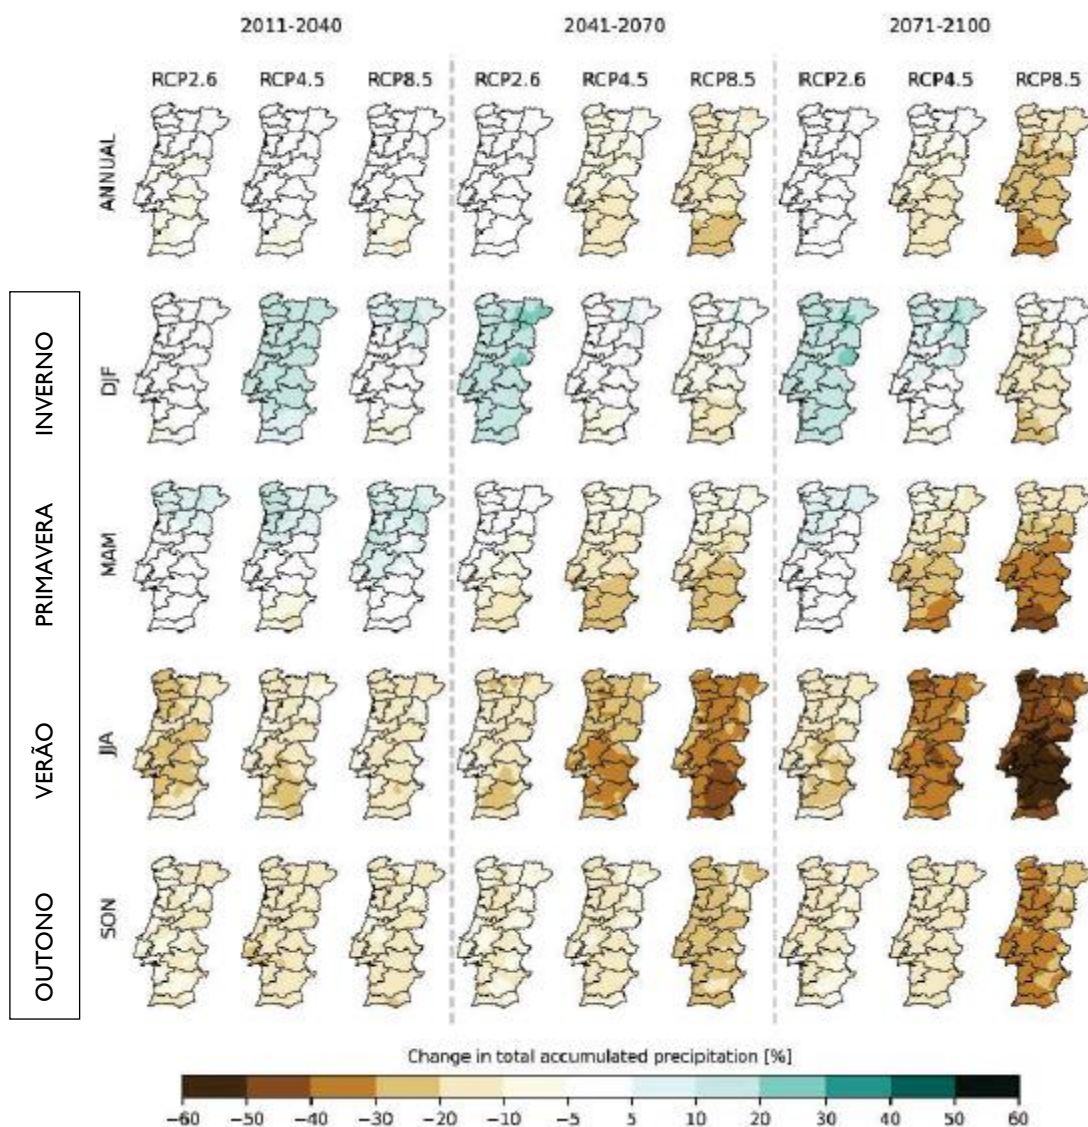 2011-2040 2041-2070 2071-2100
RCP2.6 RCP4.5 RCP8.5 RCP2.6 RCP4.5 RCP8.5 RCP2.6 RCP4.5 RCP8.5
ANNUAL
INVERNO DJF
PRIMAVERA MAM
VERÃO JJA
OUTONO SON
Change in total accumulated precipitation [%]
−60 −50 −40 −30 −20 −10 −5 5 10 20 30 40 50 60